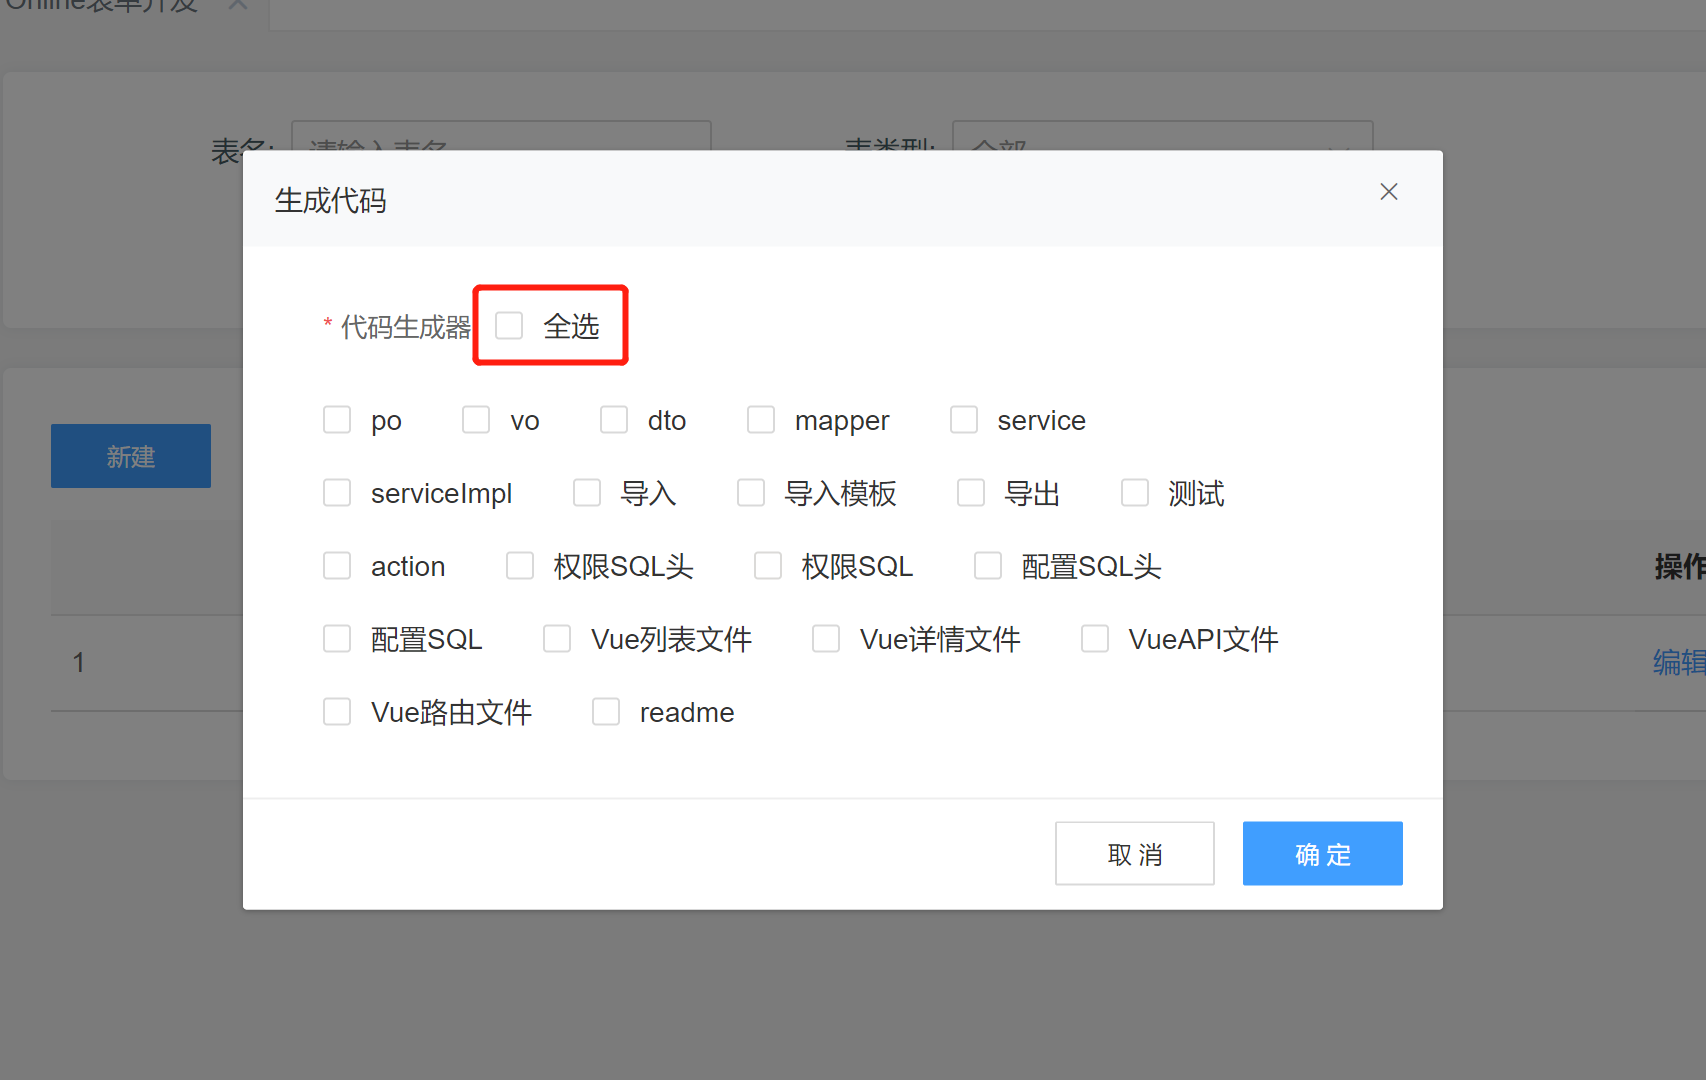 Online表单开发
表名: 请输入表名 表类型: 全部
生成代码
* 代码生成器 全选
po vo dto mapper service
serviceImpl 导入 导入模板 导出 测试
action 权限SQL头 权限SQL 配置SQL头
配置SQL Vue列表文件 Vue详情文件 VueAPI文件
Vue路由文件 readme
取 消 确 定
新建
操作
1 编辑